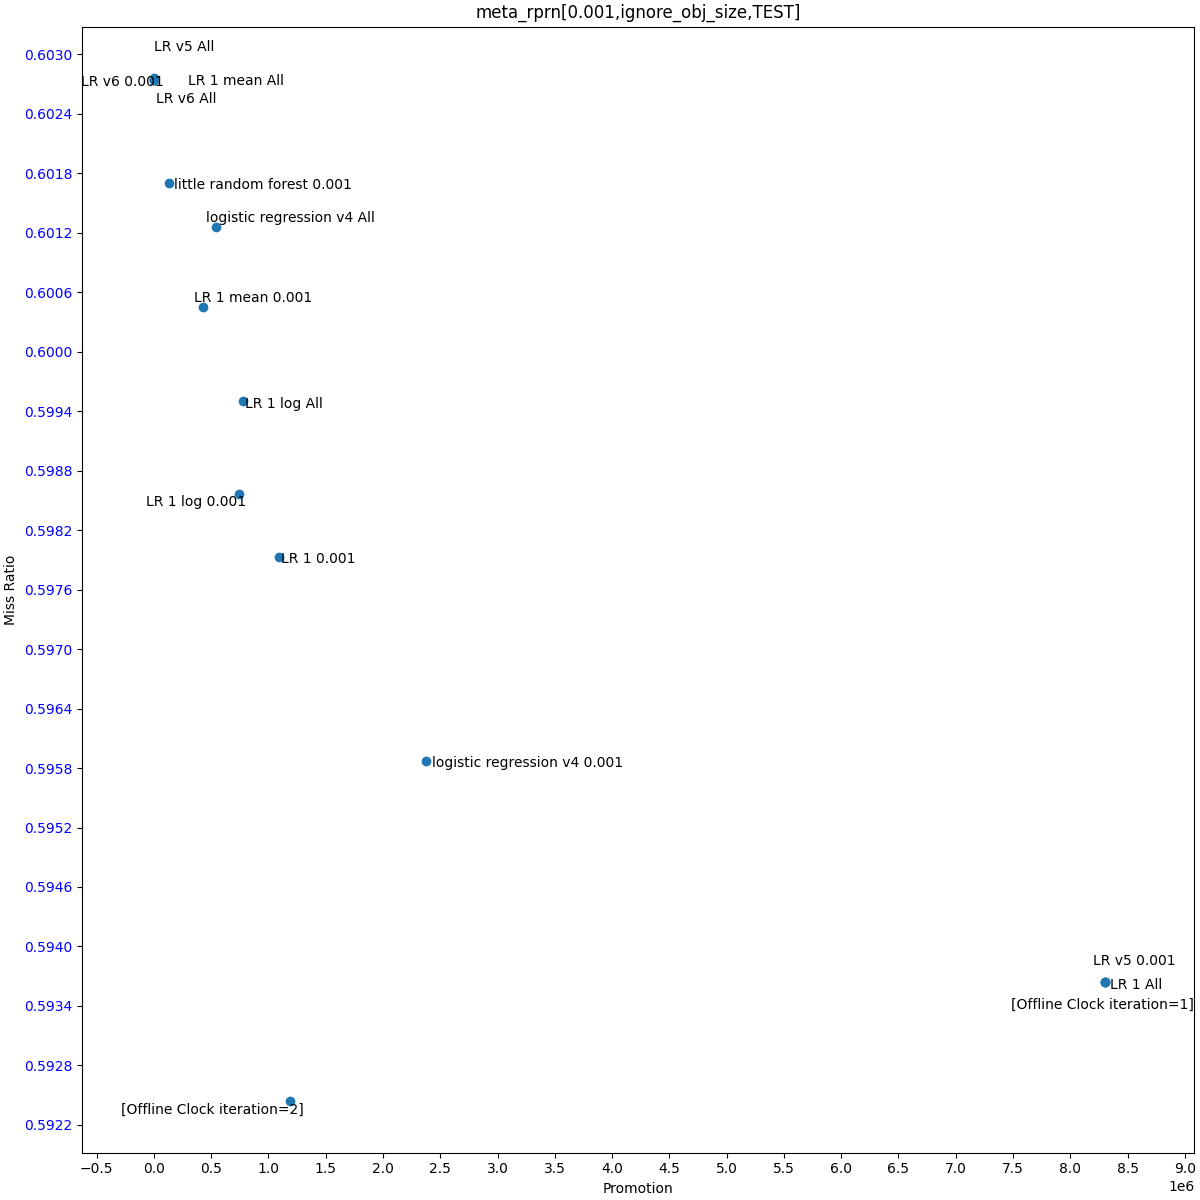 meta_rprn[0.001,ignore_obj_size,TEST]
Miss Ratio
0.6030
0.6024
0.6018
0.6012
0.6006
0.6000
0.5994
0.5988
0.5982
0.5976
0.5970
0.5964
0.5958
0.5952
0.5946
0.5940
0.5934
0.5928
0.5922
LR v5 All
LR v6 0.001
LR 1 mean All
LR v6 All
little random forest 0.001
logistic regression v4 All
LR 1 mean 0.001
LR 1 log All
LR 1 log 0.001
LR 1 0.001
logistic regression v4 0.001
LR v5 0.001
LR 1 All
[Offline Clock iteration=1]
[Offline Clock iteration=2]
−0.5 0.0 0.5 1.0 1.5 2.0 2.5 3.0 3.5 4.0 4.5 5.0 5.5 6.0 6.5 7.0 7.5 8.0 8.5 9.0
1e6
Promotion